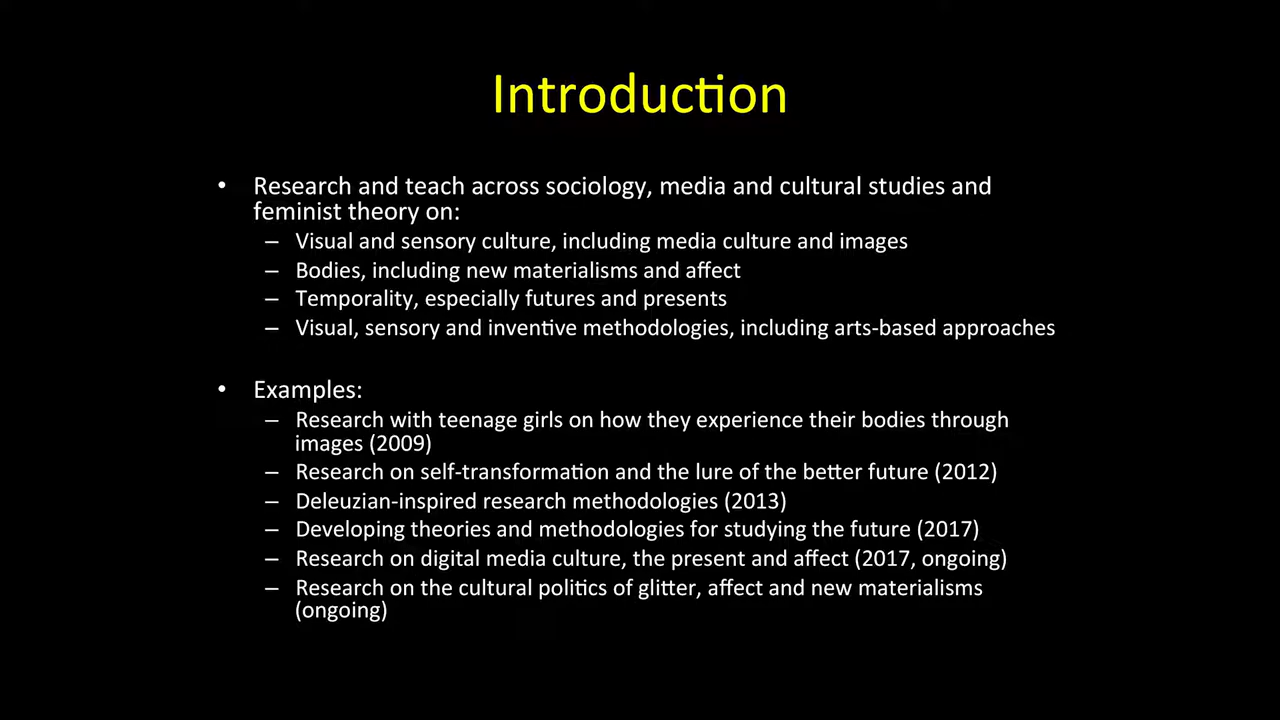 Introduction
• Research and teach across sociology, media and cultural studies and
feminist theory on:
– Visual and sensory culture, including media culture and images
– Bodies, including new materialisms and affect
– Temporality, especially futures and presents
– Visual, sensory and inventive methodologies, including arts-based approaches
• Examples:
– Research with teenage girls on how they experience their bodies through
images (2009)
– Research on self-transformation and the lure of the better future (2012)
– Deleuzian-inspired research methodologies (2013)
– Developing theories and methodologies for studying the future (2017)
– Research on digital media culture, the present and affect (2017, ongoing)
– Research on the cultural politics of glitter, affect and new materialisms
(ongoing)